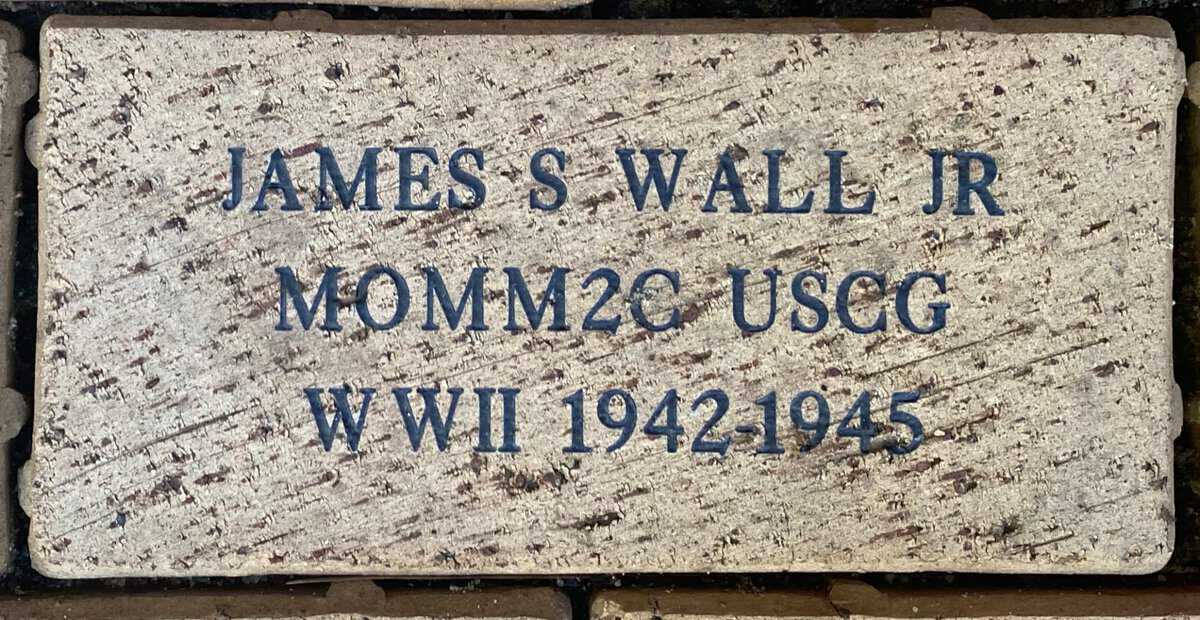 JAMES S WALL JR
MOMM2C USCG
WWII 1942-1945